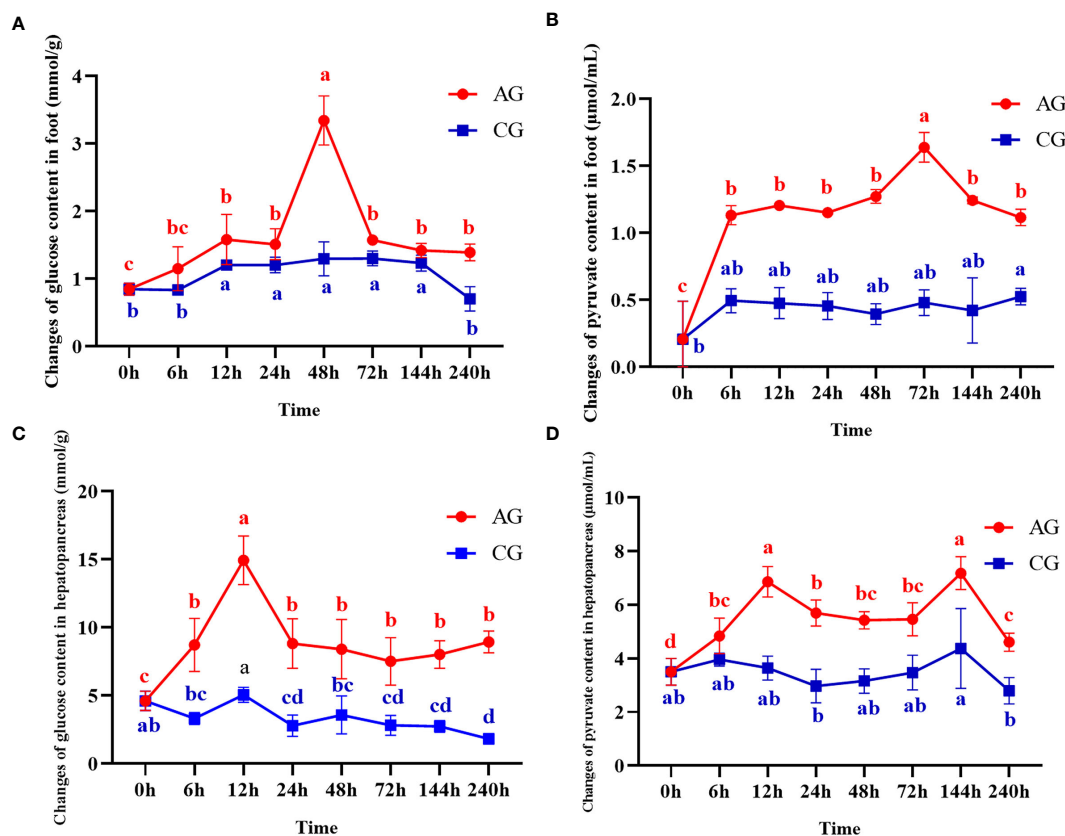 A
Changes of glucose content in foot (mmol/g)
4
3
2
1
0
a
b
b
b
b
b
bc
c
b
b
a
a
a
a
a
b
AG
CG
0h 6h 12h 24h 48h 72h 144h 240h
Time
B
Changes of pyruvate content in foot (μmol/mL)
2.0
1.5
1.0
0.5
0.0
c
b
b
b
b
a
b
b
b
ab
ab
ab
ab
ab
ab
a
AG
CG
0h 6h 12h 24h 48h 72h 144h 240h
Time
C
Changes of glucose content in hepatopancreas (mmol/g)
20
15
10
5
0
c
b
a
b
b
b
b
b
ab
bc
a
cd
bc
cd
cd
d
AG
CG
0h 6h 12h 24h 48h 72h 144h 240h
Time
D
Changes of pyruvate content in hepatopancreas (μmol/mL)
10
8
6
4
2
0
d
bc
a
b
bc
bc
a
c
ab
ab
ab
b
ab
ab
a
b
AG
CG
0h 6h 12h 24h 48h 72h 144h 240h
Time